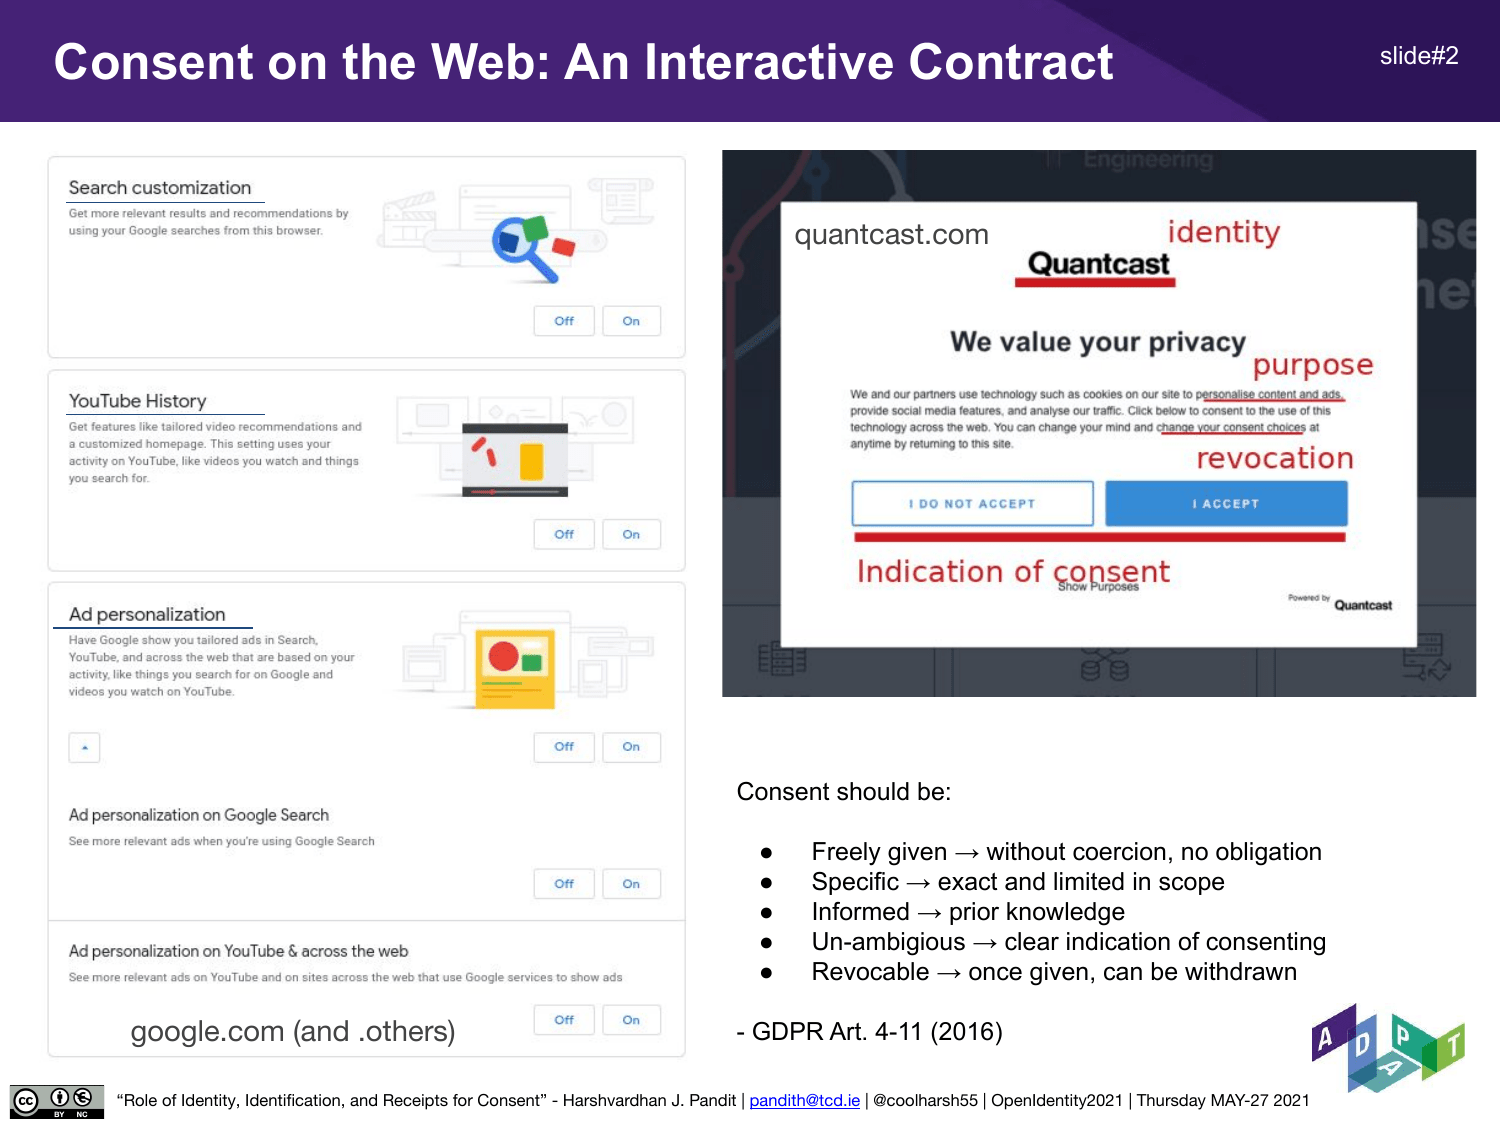 Consent on the Web: An Interactive Contract
slide#2
Search customization
Get more relevant results and recommendations by
using your Google searches from this browser.
Off
On
YouTube History
Get features like tailored video recommendations and
a customized homepage. This setting uses your
activity on YouTube, like videos you watch and things
you search for.
Off
On
Ad personalization
Have Google show you tailored ads in Search,
YouTube, and across the web that are based on your
activity, like things you search for on Google and
videos you watch on YouTube.
Off
On
Ad personalization on Google Search
See more relevant ads when you're using Google Search
Off
On
Ad personalization on YouTube & across the web
See more relevant ads on YouTube and on sites across the web that use Google services to show ads
Off
On
google.com (and .others)
Engineering
quantcast.com
identity
Quantcast
We value your privacy
purpose
We and our partners use technology such as cookies on our site to personalise content and ads,
provide social media features, and analyse our traffic. Click below to consent to the use of this
technology across the web. You can change your mind and change your consent choices at
anytime by returning to this site.
revocation
I DO NOT ACCEPT
I ACCEPT
Indication of consent
Show Purposes
Powered by Quantcast
Consent should be:
● Freely given → without coercion, no obligation
● Specific → exact and limited in scope
● Informed → prior knowledge
● Un-ambigious → clear indication of consenting
● Revocable → once given, can be withdrawn
- GDPR Art. 4-11 (2016)
ADAPT
cc BY NC
“Role of Identity, Identification, and Receipts for Consent” - Harshvardhan J. Pandit | pandith@tcd.ie | @coolharsh55 | OpenIdentity2021 | Thursday MAY-27 2021